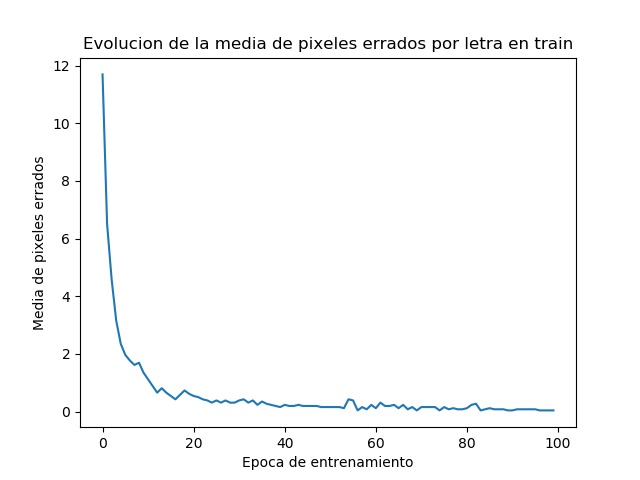 Evolucion de la media de pixeles errados por letra en train
Media de pixeles errados
12
10
8
6
4
2
0
0 20 40 60 80 100
Epoca de entrenamiento